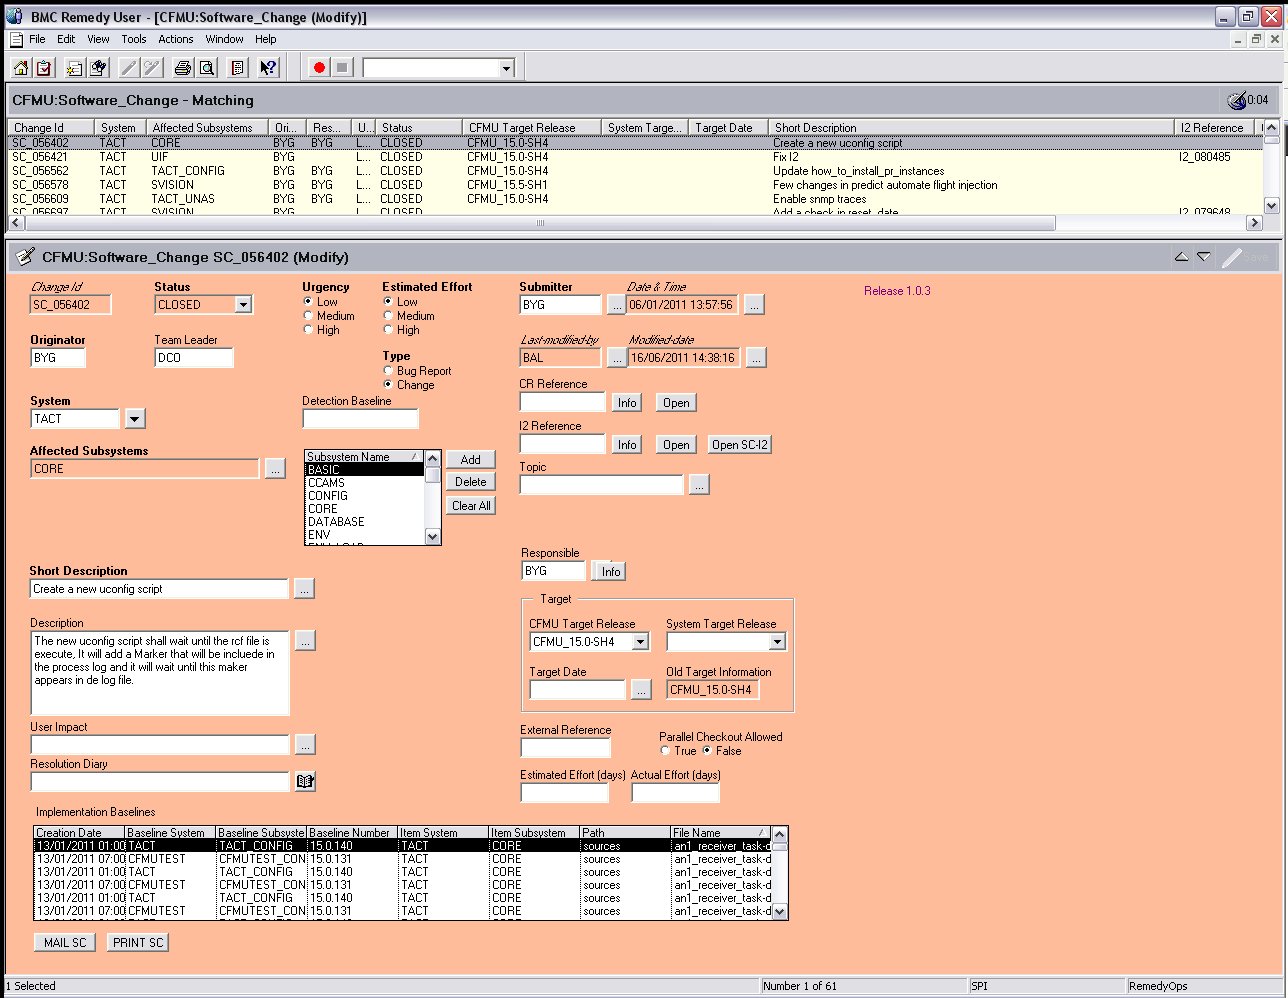 BMC Remedy User - [CFMU:Software_Change (Modify)]
File Edit View Tools Actions Window Help
CFMU:Software_Change - Matching 0:04
Change Id System Affected Subsystems Ori... Res... U... Status CFMU Target Release System Targe... Target Date Short Description I2 Reference
SC_056402 TACT CORE BYG BYG L... CLOSED CFMU_15.0-SH4 Create a new uconfig script
SC_056421 TACT UIF BYG L... CLOSED Fix I2 I2_080485
SC_056562 TACT TACT_CONFIG BYG BYG L... CLOSED CFMU_15.0-SH4 Update how_to_install_pr_instances
SC_056578 TACT SVISION BYG BYG L... CLOSED CFMU_15.5-SH1 Few changes in predict automate flight injection
SC_056609 TACT TACT_UNAS BYG BYG L... CLOSED CFMU_15.0-SH4 Enable snmp traces
SC_056697 TACT SVISION BYG L... CLOSED Add a check in reset_date I2_079648
CFMU:Software_Change SC_056402 (Modify) Save
Change Id Status Urgency Estimated Effort Submitter Date & Time Release 1.0.3
SC_056402 CLOSED Low Low BYG ... 06/01/2011 13:57:56 ...
Medium Medium
High High
Originator Team Leader Last-modified-by Modified-date
BYG DCO Type BAL ... 16/06/2011 14:38:16 ...
Bug Report
Change CR Reference
System Detection Baseline Info Open
TACT
I2 Reference
Info Open Open SC-I2
Affected Subsystems Subsystem Name Add Topic
CORE ... BASIC
CCAMS Delete ...
CONFIG
CORE Clear All
DATABASE
ENV
Responsible
BYG Info
Short Description
Create a new uconfig script ...
Target
Description CFMU Target Release System Target Release
The new uconfig script shall wait until the rcf file is ...
execute, It will add a Marker that will be incluede in CFMU_15.0-SH4
the process log and it will wait until this maker
appears in de log file.
Target Date Old Target Information
... CFMU_15.0-SH4
User Impact External Reference Parallel Checkout Allowed
... True False
Resolution Diary Estimated Effort (days) Actual Effort (days)
Implementation Baselines
Creation Date Baseline System Baseline Subsyste Baseline Number Item System Item Subsystem Path File Name
13/01/2011 01:00 TACT TACT_CONFIG 15.0.140 TACT CORE sources an1_receiver_task-d
13/01/2011 07:00 CFMUTEST CFMUTEST_CON 15.0.131 TACT CORE sources an1_receiver_task-d
13/01/2011 01:00 TACT TACT_CONFIG 15.0.140 TACT CORE sources an1_receiver_task-d
13/01/2011 07:00 CFMUTEST CFMUTEST_CON 15.0.131 TACT CORE sources an1_receiver_task-d
13/01/2011 01:00 TACT TACT_CONFIG 15.0.140 TACT CORE sources an1_receiver_task-d
13/01/2011 07:00 CFMUTEST CFMUTEST_CON 15.0.131 TACT CORE sources an1_receiver_task-d
MAIL SC PRINT SC
1 Selected Number 1 of 61 SPI RemedyOps